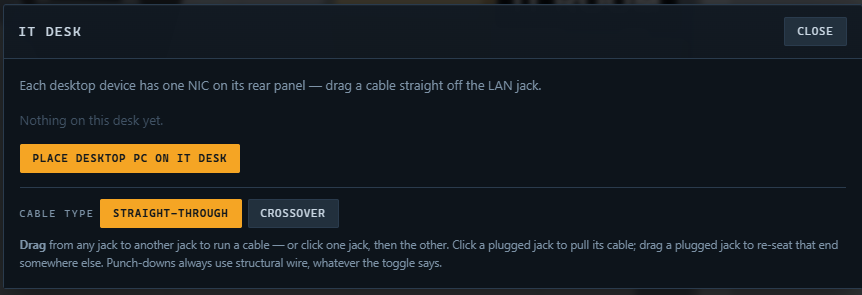 IT DESK
CLOSE
Each desktop device has one NIC on its rear panel — drag a cable straight off the LAN jack.
Nothing on this desk yet.
PLACE DESKTOP PC ON IT DESK
CABLE TYPE STRAIGHT-THROUGH CROSSOVER
Drag from any jack to another jack to run a cable — or click one jack, then the other. Click a plugged jack to pull its cable; drag a plugged jack to re-seat that end
somewhere else. Punch-downs always use structural wire, whatever the toggle says.